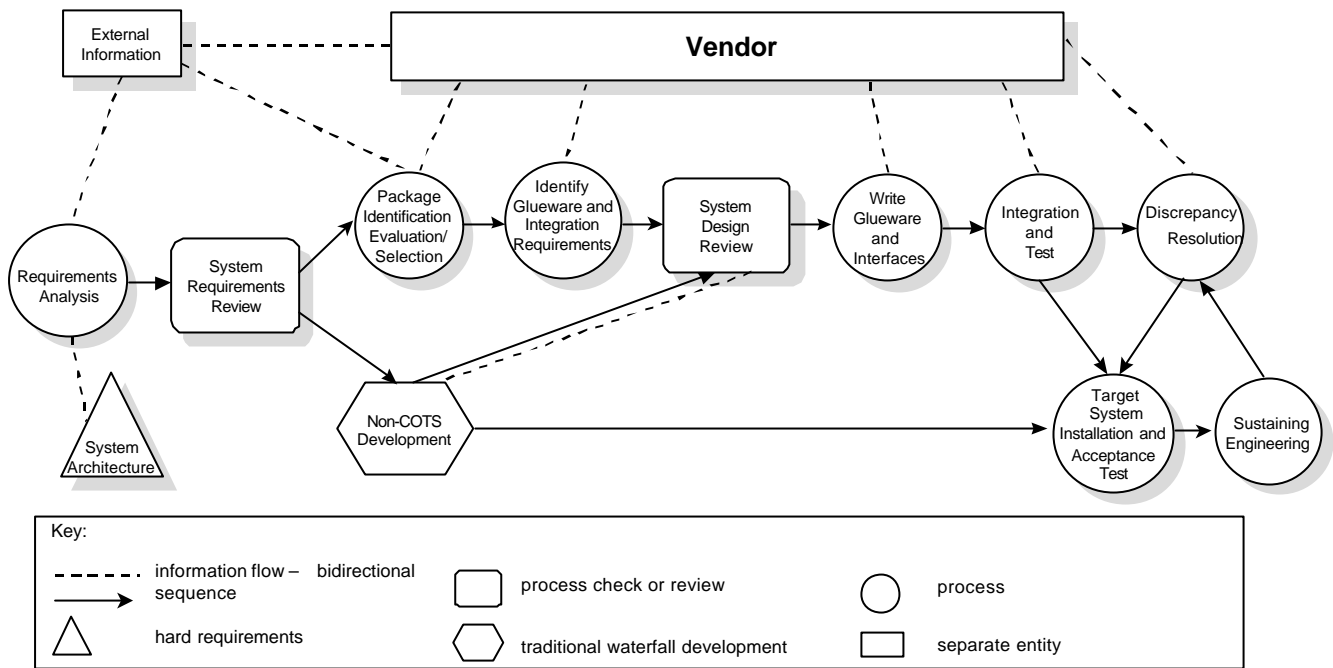 External
Information
Vendor
Requirements
Analysis
System
Requirements
Review
Package
Identification
Evaluation/
Selection
Identify
Glueware and
Integration
Requirements
System
Design
Review
Write
Glueware
and
Interfaces
Integration
and
Test
Discrepancy
Resolution
System
Architecture
Non-COTS
Development
Target
System
Installation and
Acceptance
Test
Sustaining
Engineering
Key:
information flow – bidirectional
sequence
hard requirements
process check or review
traditional waterfall development
process
separate entity